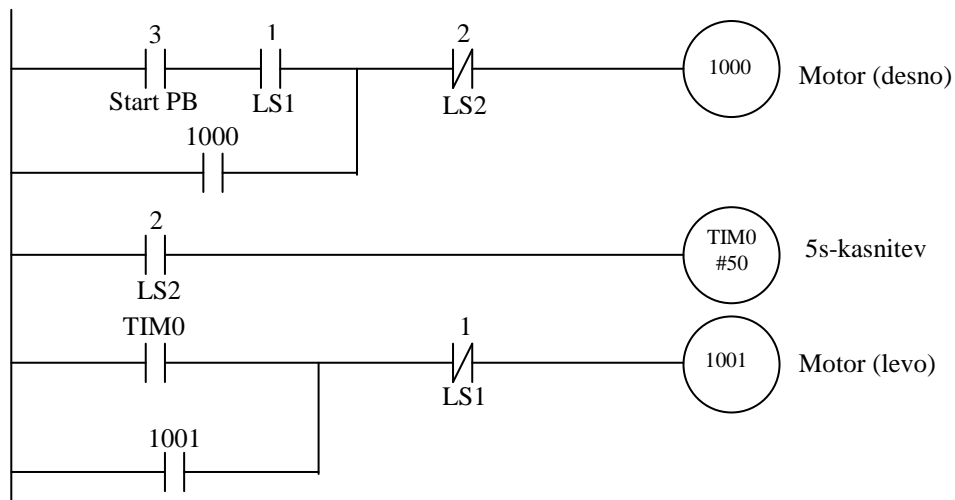 3 1 2
1000 Motor (desno)
Start PB LS1 LS2
1000
2
TIM0
#50
5s-kasnitev
LS2
TIM0 1
1001 Motor (levo)
LS1
1001